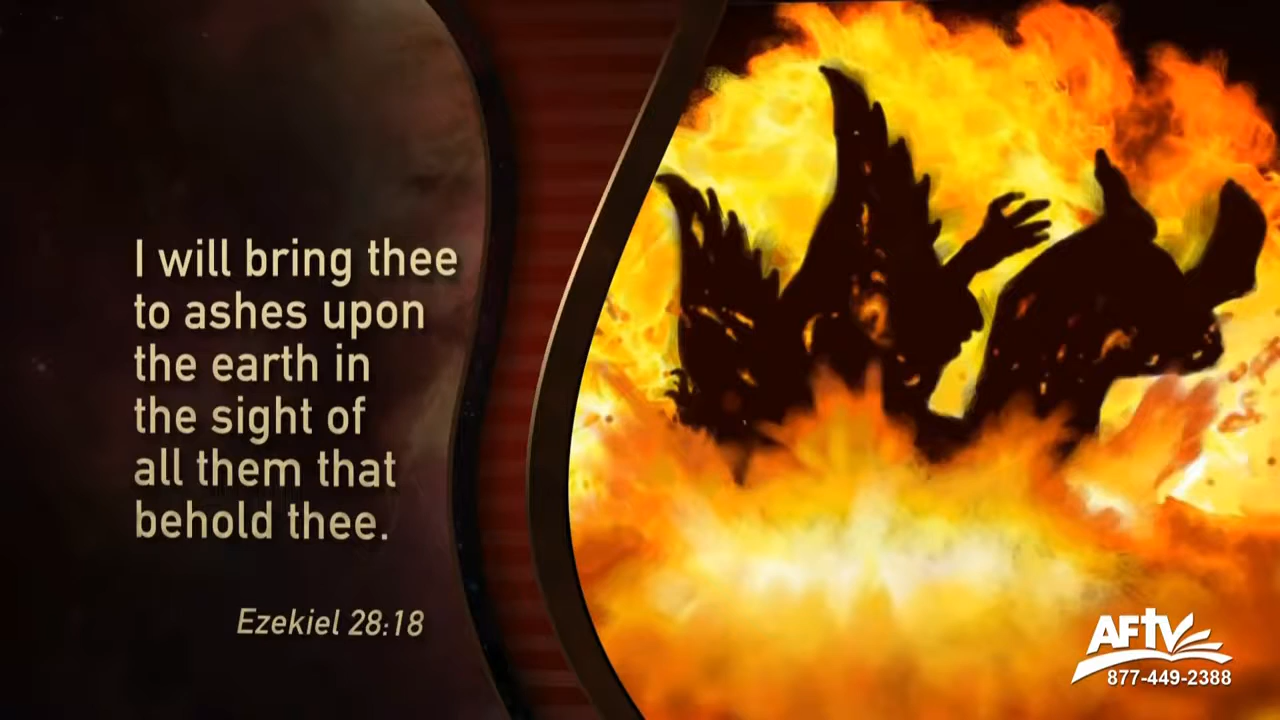 I will bring thee
to ashes upon
the earth in
the sight of
all them that
behold thee.
Ezekiel 28:18
AFTV
877-449-2388